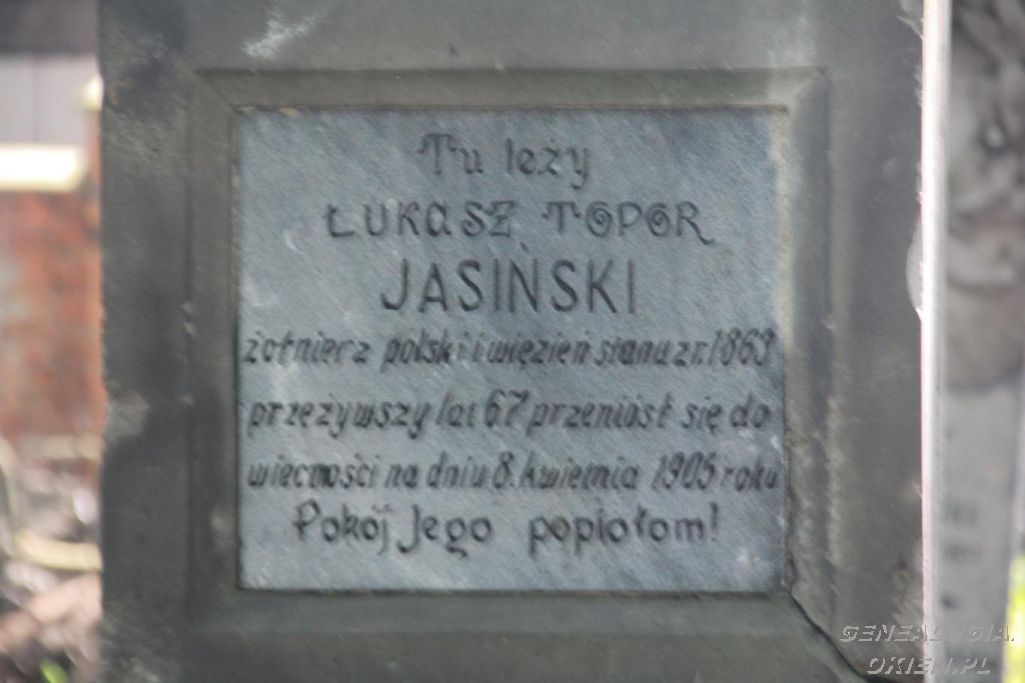 Tu leży
ŁUKASZ TOPOR
JASIŃSKI
żołnierz polski i więzień stanu z r. 1863
przeżywszy lat 67 przeniósł się do
wieczności na dniu 8. kwietnia 1905 roku
Pokój Jego popiołom!
GENEALOGIA.
OKIEM.PL